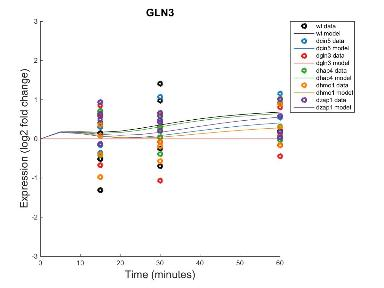 GLN3
3
2
1
0
-1
-2
-3
Expression (log2 fold change)
0
10
20
30
40
50
60
Time (minutes)
wt data
wt model
dcin5 data
dcin5 model
dgln3 data
dgln3 model
dhap4 data
dhap4 model
dhmo1 data
dhmo1 model
dzap1 data
dzap1 model